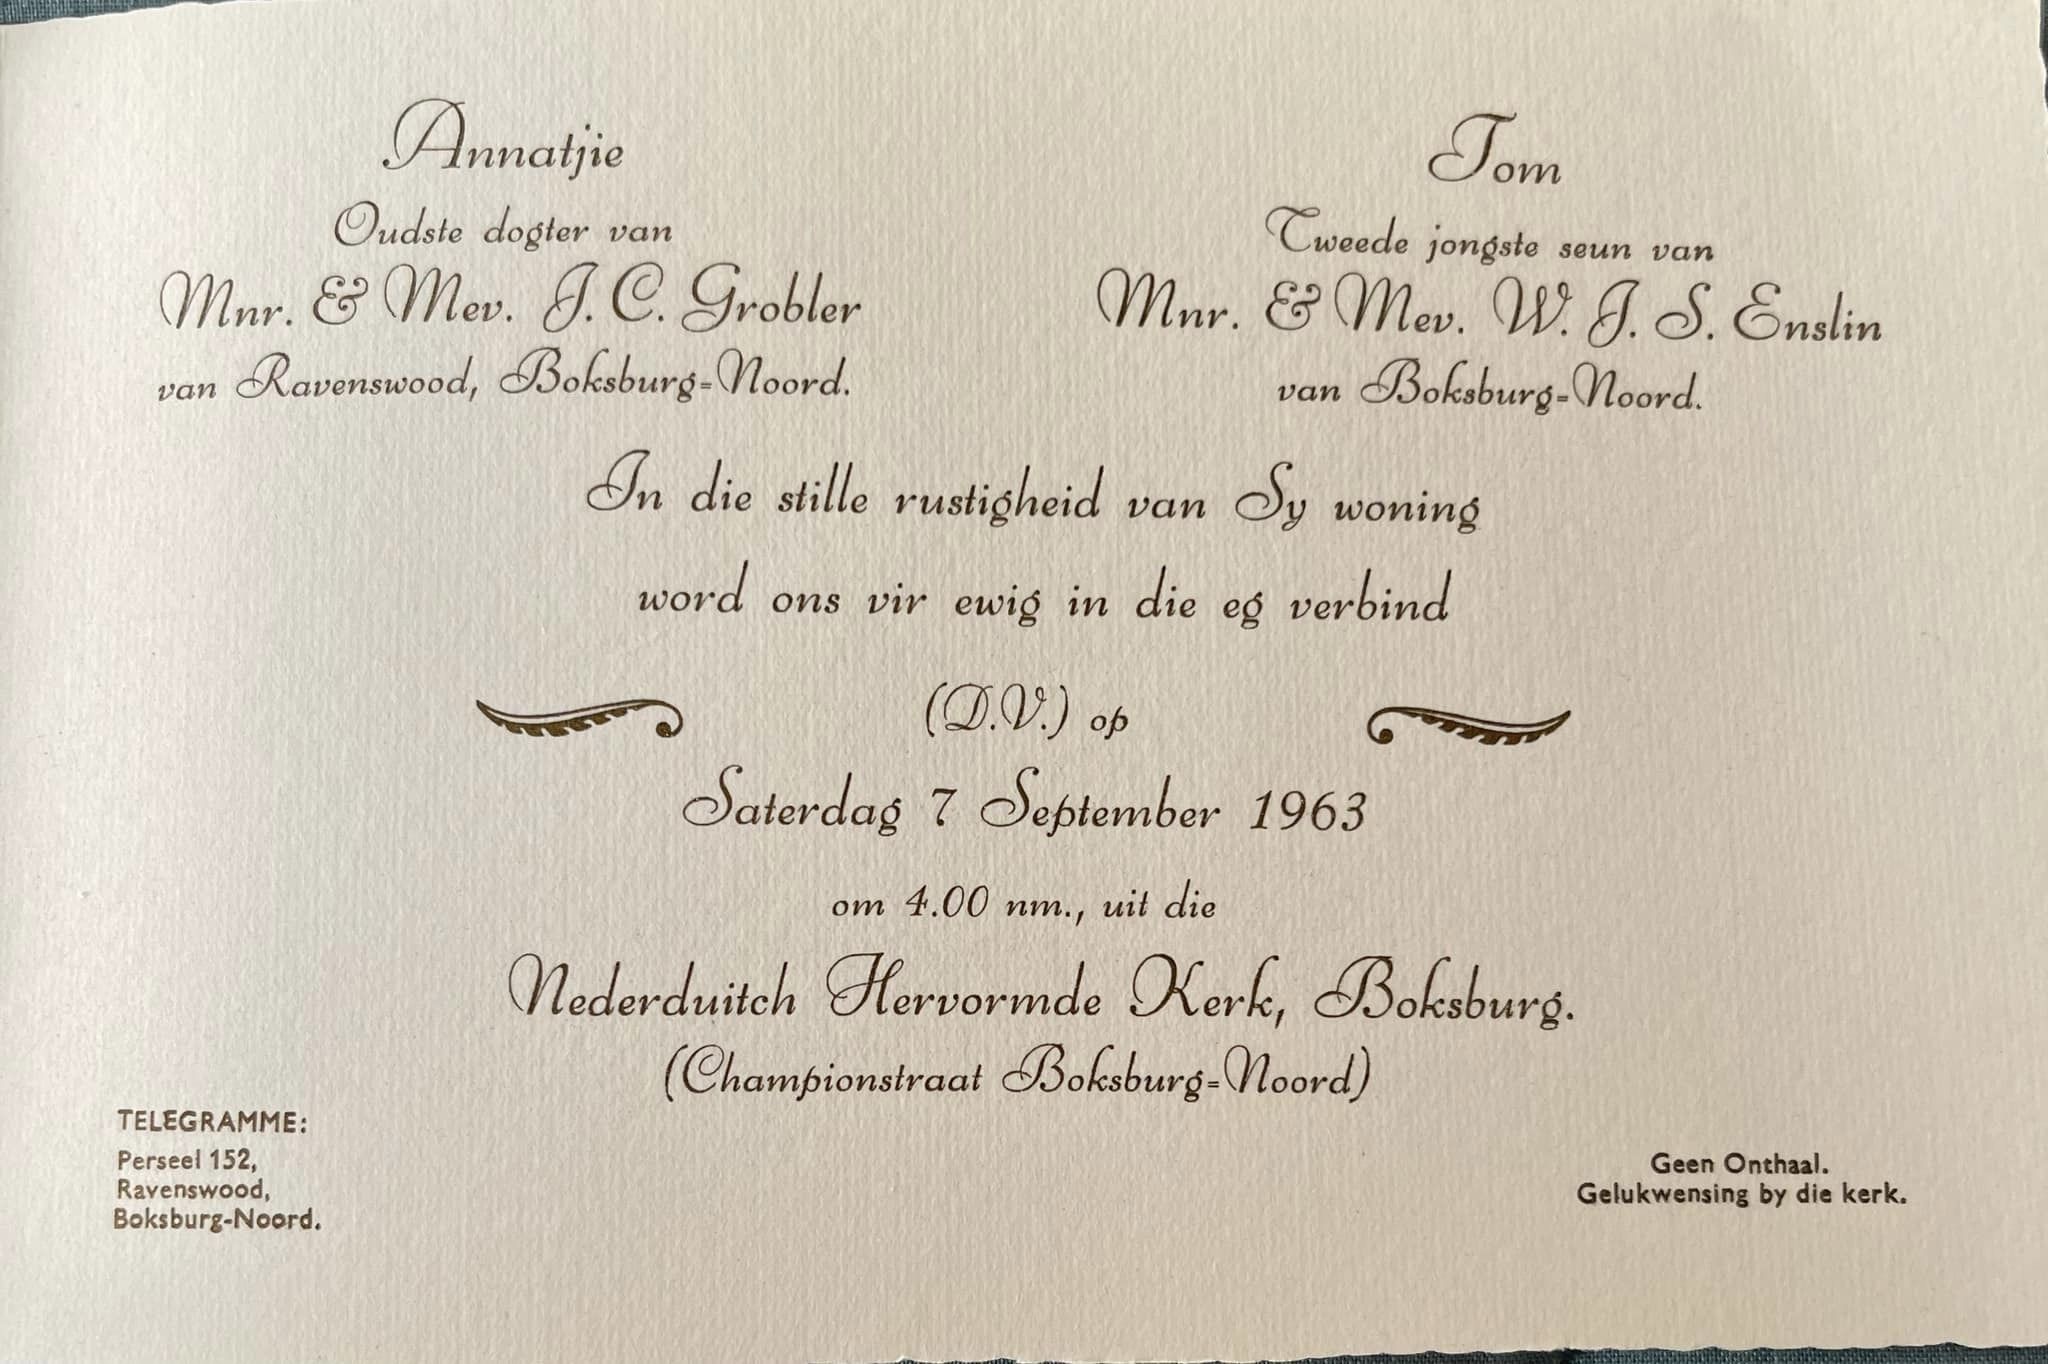 Annatjie
Oudste dogter van
Mnr. & Mev. J. C. Grobler
van Ravenswood, Boksburg=Noord.
Tom
Tweede jongste seun van
Mnr. & Mev. W. J. S. Enslin
van Boksburg=Noord.
In die stille rustigheid van Sy woning
word ons vir ewig in die eg verbind
(D.V.) op
Saterdag 7 September 1963
om 4.00 nm., uit die
Nederduitch Hervormde Kerk, Boksburg.
(Championstraat Boksburg=Noord)
TELEGRAMME:
Perseel 152,
Ravenswood,
Boksburg-Noord.
Geen Onthaal.
Gelukwensing by die kerk.